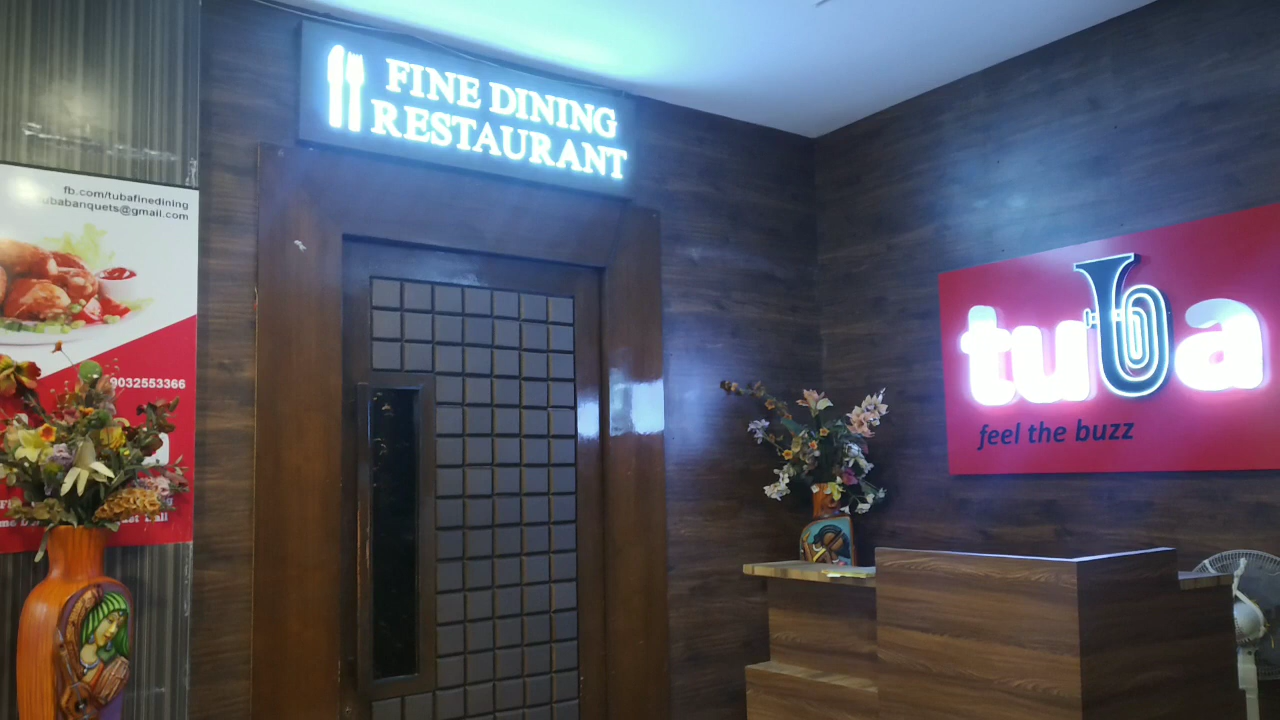 FINE DINING
RESTAURANT
fb.com/tubafinedining
ubabanquets@gmail.com
9032553366
tuba
feel the buzz